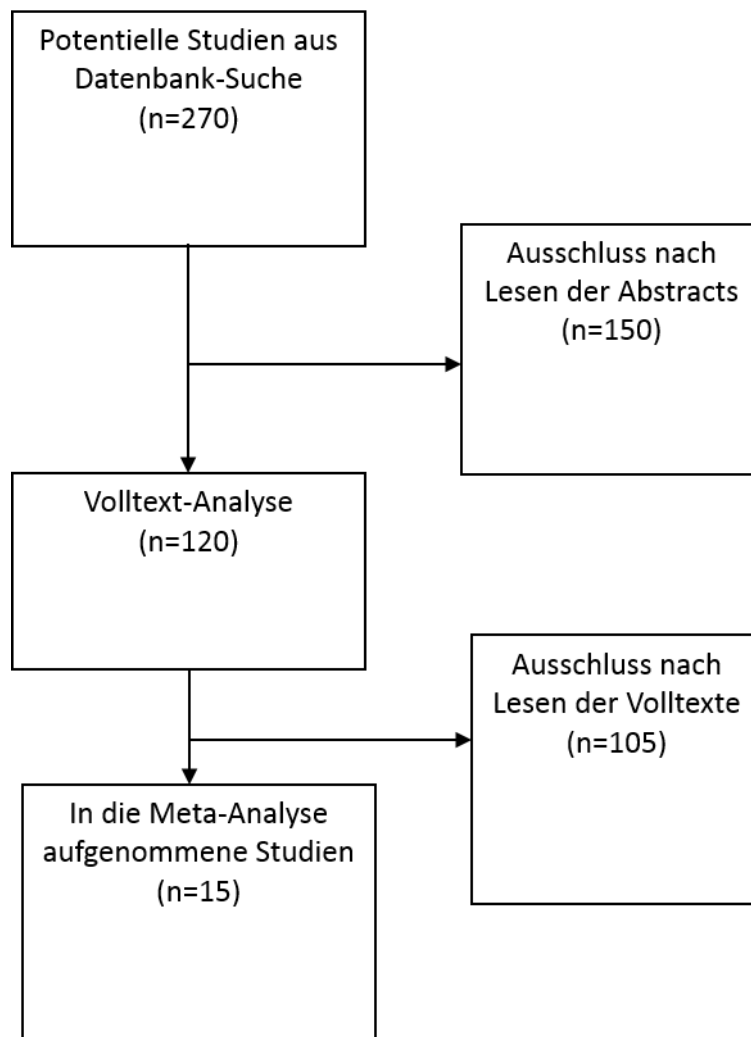 Potentielle Studien aus
Datenbank-Suche
(n=270)
Ausschluss nach
Lesen der Abstracts
(n=150)
Volltext-Analyse
(n=120)
Ausschluss nach
Lesen der Volltexte
(n=105)
In die Meta-Analyse
aufgenommene Studien
(n=15)